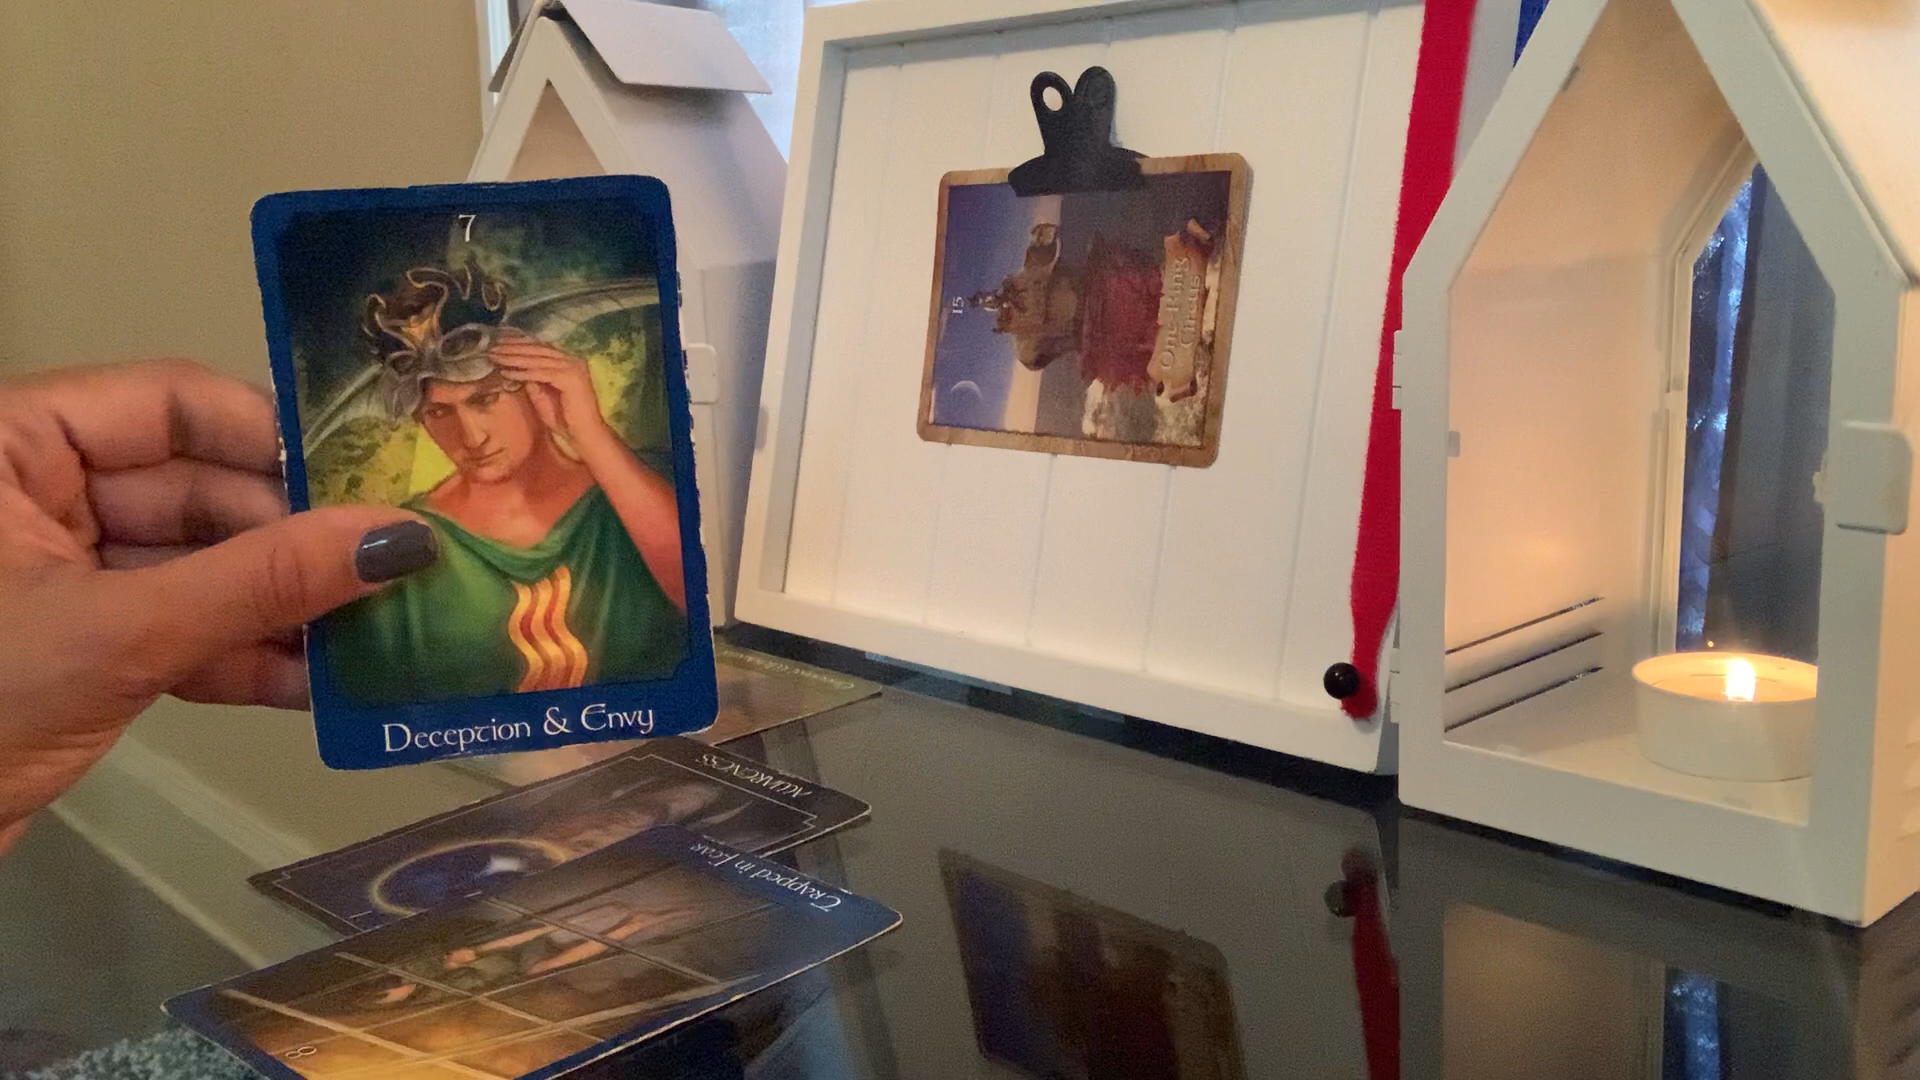 7
Deception & Envy
15
One-Ring
Circus
AWARENESS
Trapped in Fear
8